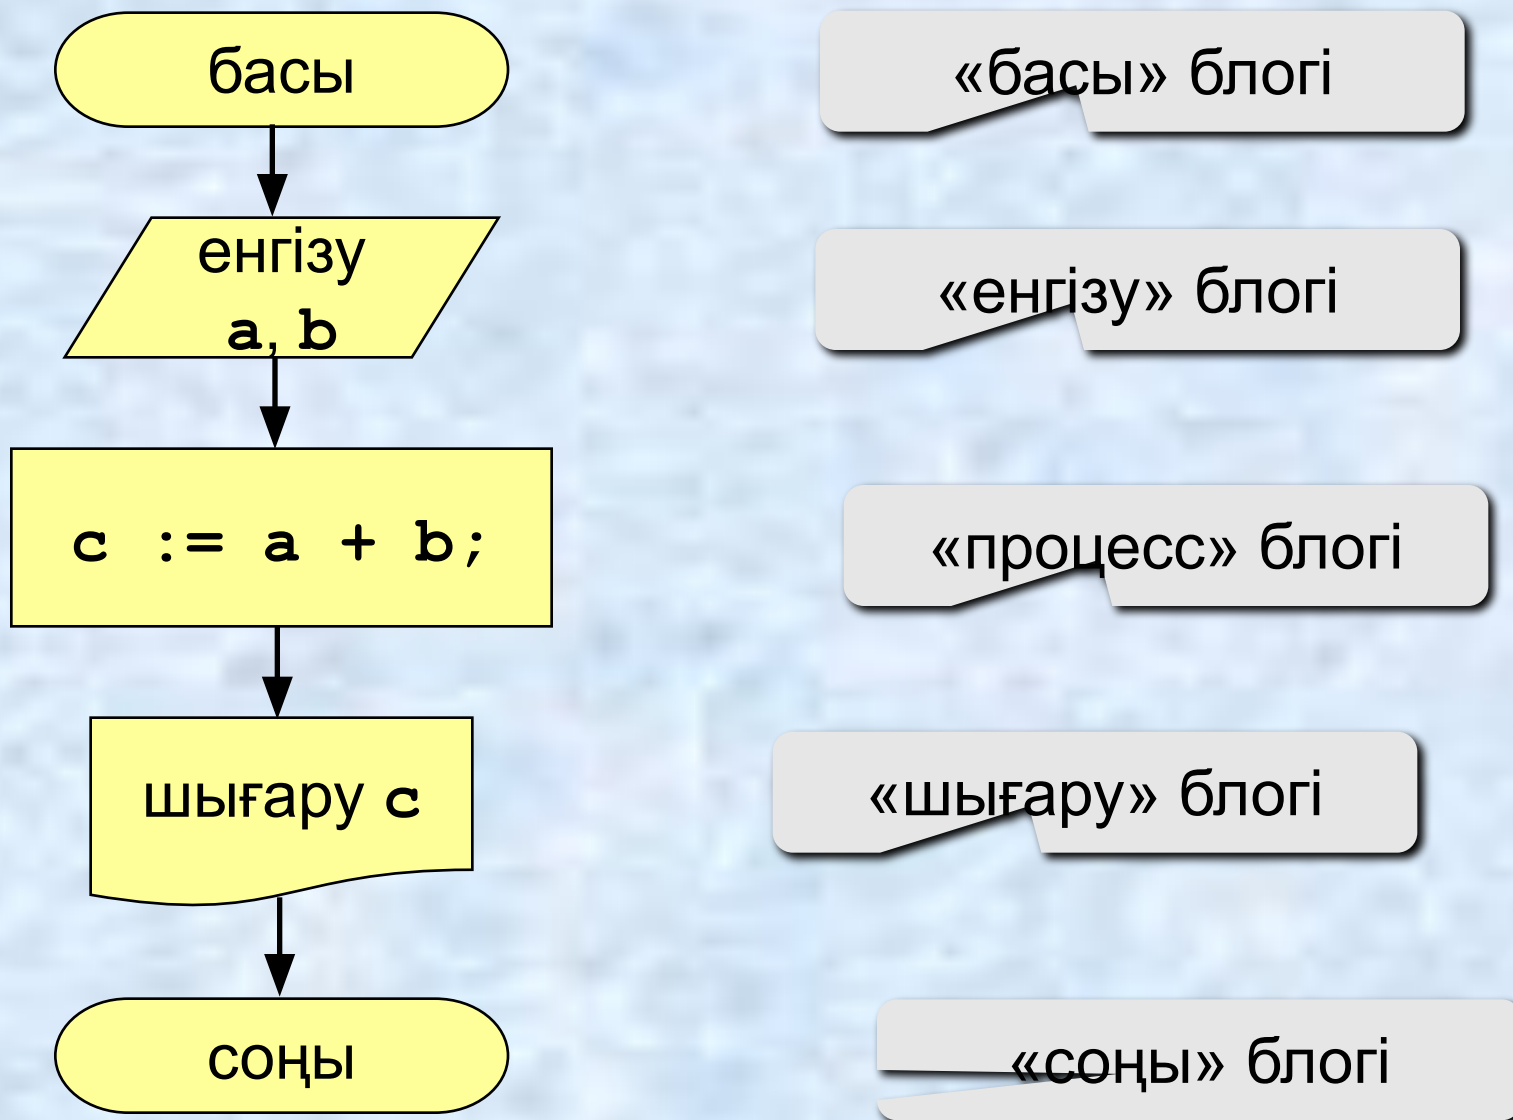 басы
«басы» блогі
енгізу
a, b
«енгізу» блогі
c := a + b;
«процесс» блогі
шығару c
«шығару» блогі
соңы
«соңы» блогі